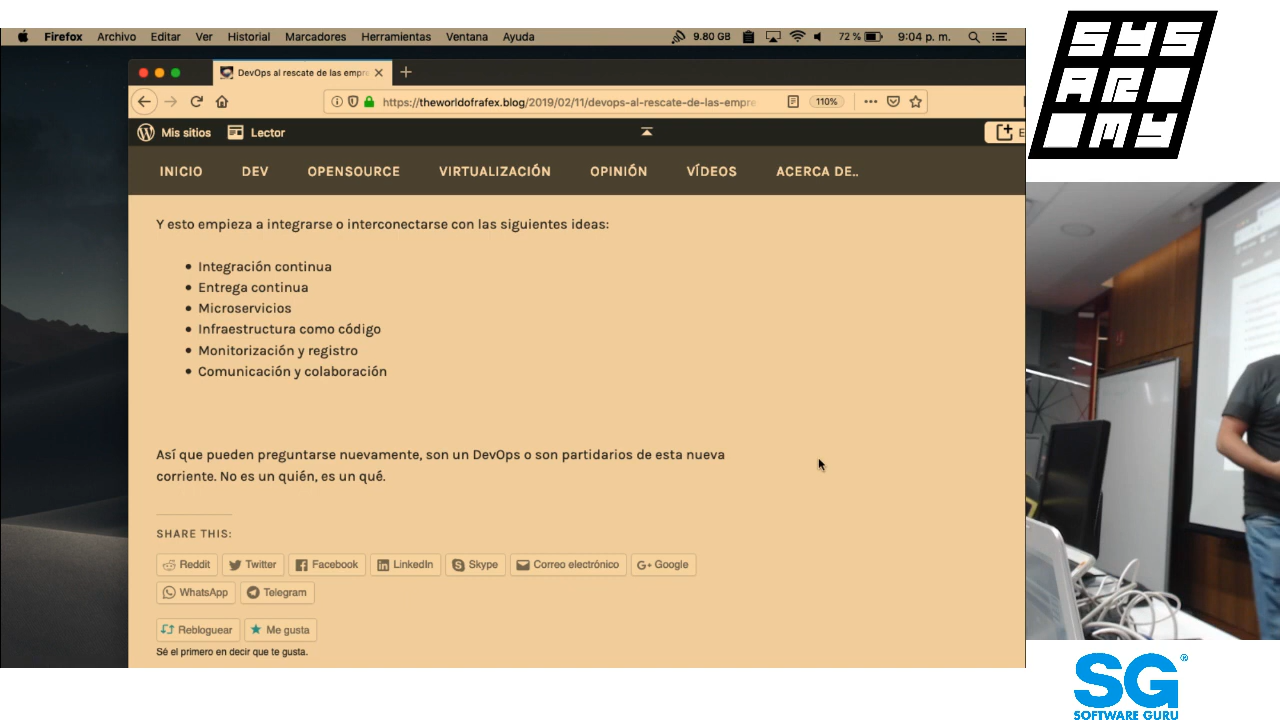 Firefox Archivo Editar Ver Historial Marcadores Herramientas Ventana Ayuda 9.80 GB 72 % 9:04 p. m.
DevOps al rescate de las empr
https://theworldofrafex.blog/2019/02/11/devops-al-rescate-de-las-empre 110%
Mis sitios Lector E
INICIO DEV OPENSOURCE VIRTUALIZACIÓN OPINIÓN VÍDEOS ACERCA DE..
Y esto empieza a integrarse o interconectarse con las siguientes ideas:
• Integración continua
• Entrega continua
• Microservicios
• Infraestructura como código
• Monitorización y registro
• Comunicación y colaboración
Así que pueden preguntarse nuevamente, son un DevOps o son partidarios de esta nueva
corriente. No es un quién, es un qué.
SHARE THIS:
Reddit Twitter Facebook LinkedIn Skype Correo electrónico G+ Google
WhatsApp Telegram
Rebloguear Me gusta
Sé el primero en decir que te gusta.
SYS
AR
MY
SG®
SOFTWARE GURU